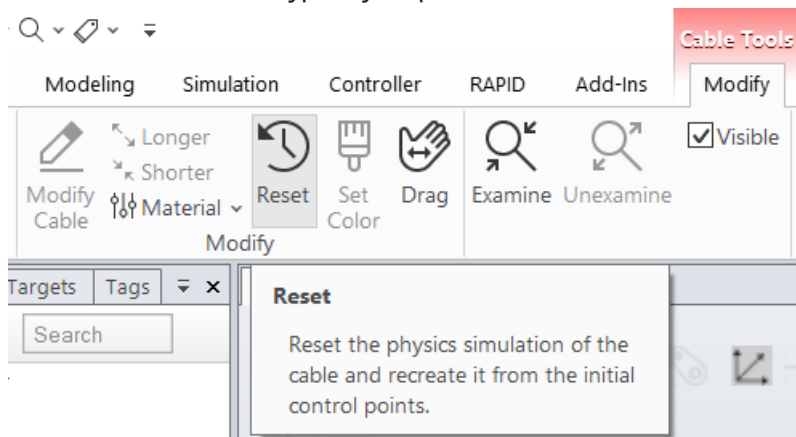 Cable Tools
Modeling Simulation Controller RAPID Add-Ins Modify
Modify
Cable
Longer
Shorter
Material
Reset
Set
Color
Drag
Examine
Unexamine
Visible
Modify
Targets Tags
Search
Reset
Reset the physics simulation of the
cable and recreate it from the initial
control points.